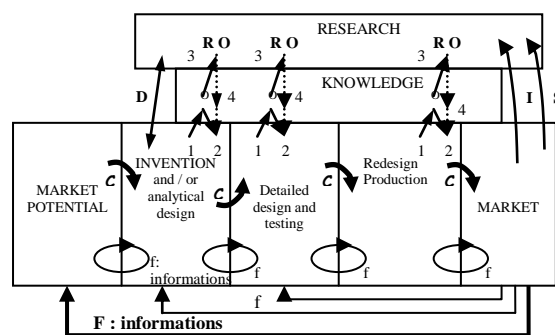 RESEARCH
3 R O 3 R O 3 R O
KNOWLEDGE
D 4 4 4 I S
1 2 1 2 1 2
INVENTION
and / or
analytical
design
Redesign
Production
Detailed
design and
testing
MARKET
POTENTIAL
MARKET
C C C C
f:
informations
f f f
f
F : informations